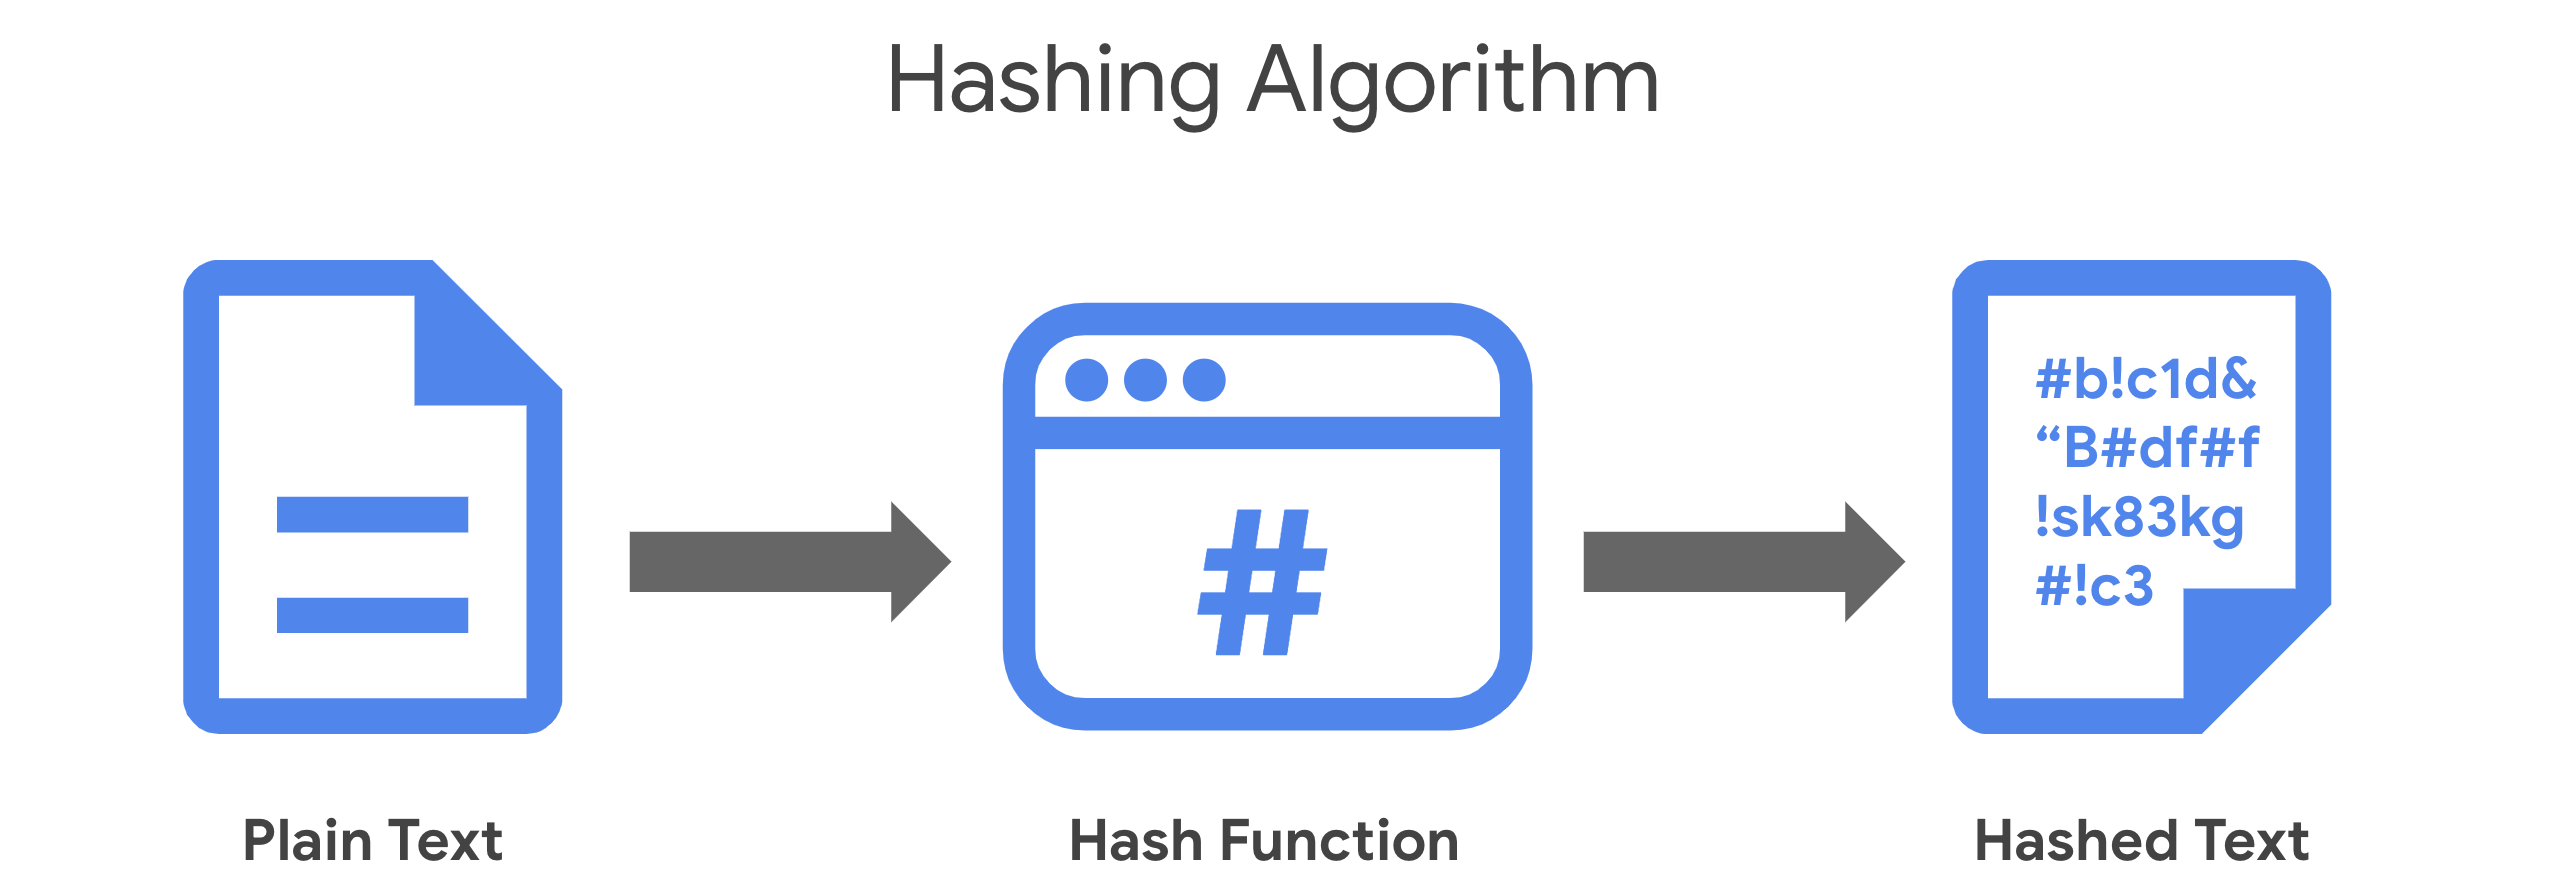 Hashing Algorithm
#
#b!c1d&
“B#df#f
!sk83kg
#!c3
Plain Text
Hash Function
Hashed Text